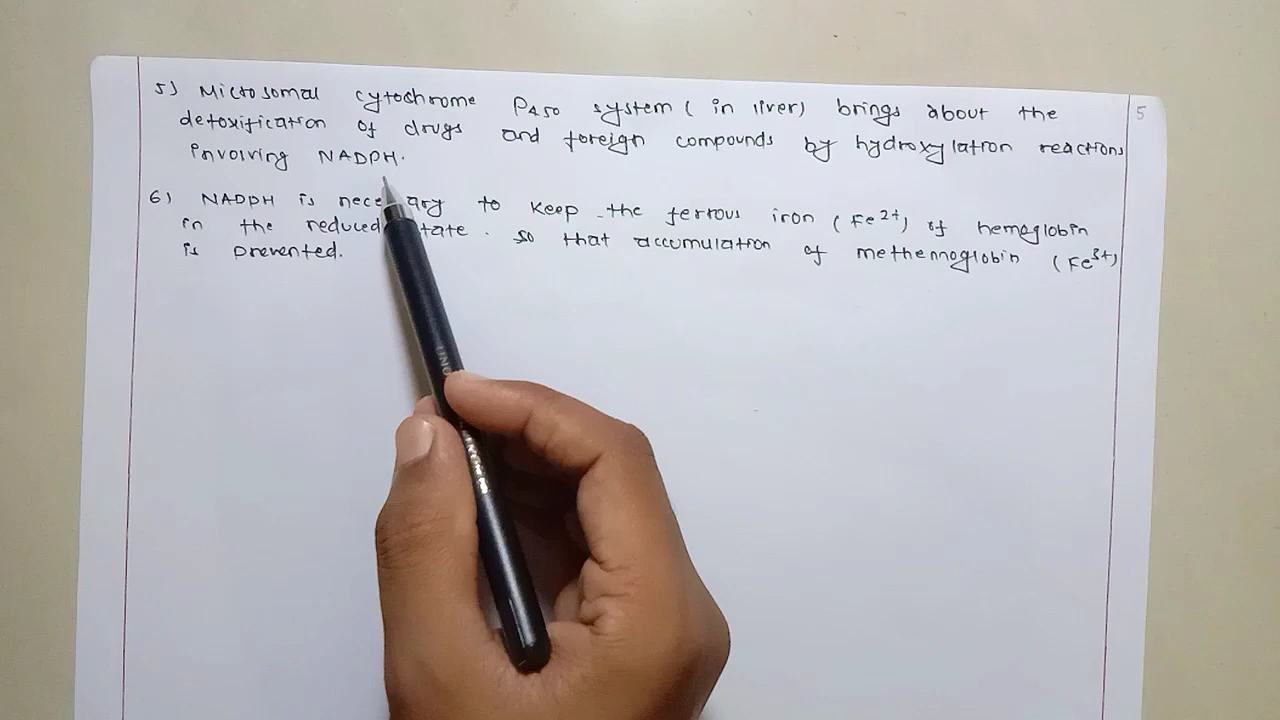 5) Microsomal cytochrome P450 system ( in liver) brings about the
detoxification of drugs and foreign compounds by hydroxylation reactions
involving NADPH.
6) NADPH is to keep the ferrous iron ( Fe2+) of hemoglobin
in the reduced . so that accumulation of methemoglobin ( Fe3+)
is prevented.
5